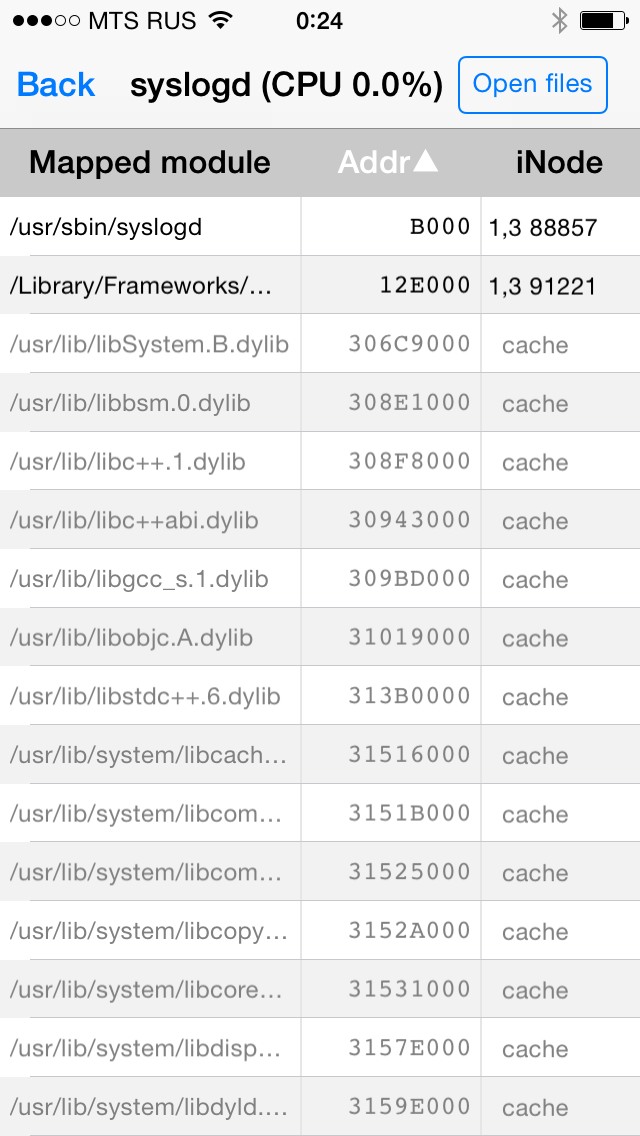 MTS RUS 0:24
Back syslogd (CPU 0.0%) Open files
Mapped module Addr▲ iNode
/usr/sbin/syslogd B000 1,3 88857
/Library/Frameworks/... 12E000 1,3 91221
/usr/lib/libSystem.B.dylib 306C9000 cache
/usr/lib/libbsm.0.dylib 308E1000 cache
/usr/lib/libc++.1.dylib 308F8000 cache
/usr/lib/libc++abi.dylib 30943000 cache
/usr/lib/libgcc_s.1.dylib 309BD000 cache
/usr/lib/libobjc.A.dylib 31019000 cache
/usr/lib/libstdc++.6.dylib 313B0000 cache
/usr/lib/system/libcach... 31516000 cache
/usr/lib/system/libcom... 3151B000 cache
/usr/lib/system/libcom... 31525000 cache
/usr/lib/system/libcopy... 3152A000 cache
/usr/lib/system/libcore... 31531000 cache
/usr/lib/system/libdisp... 3157E000 cache
/usr/lib/system/libdyld.... 3159E000 cache